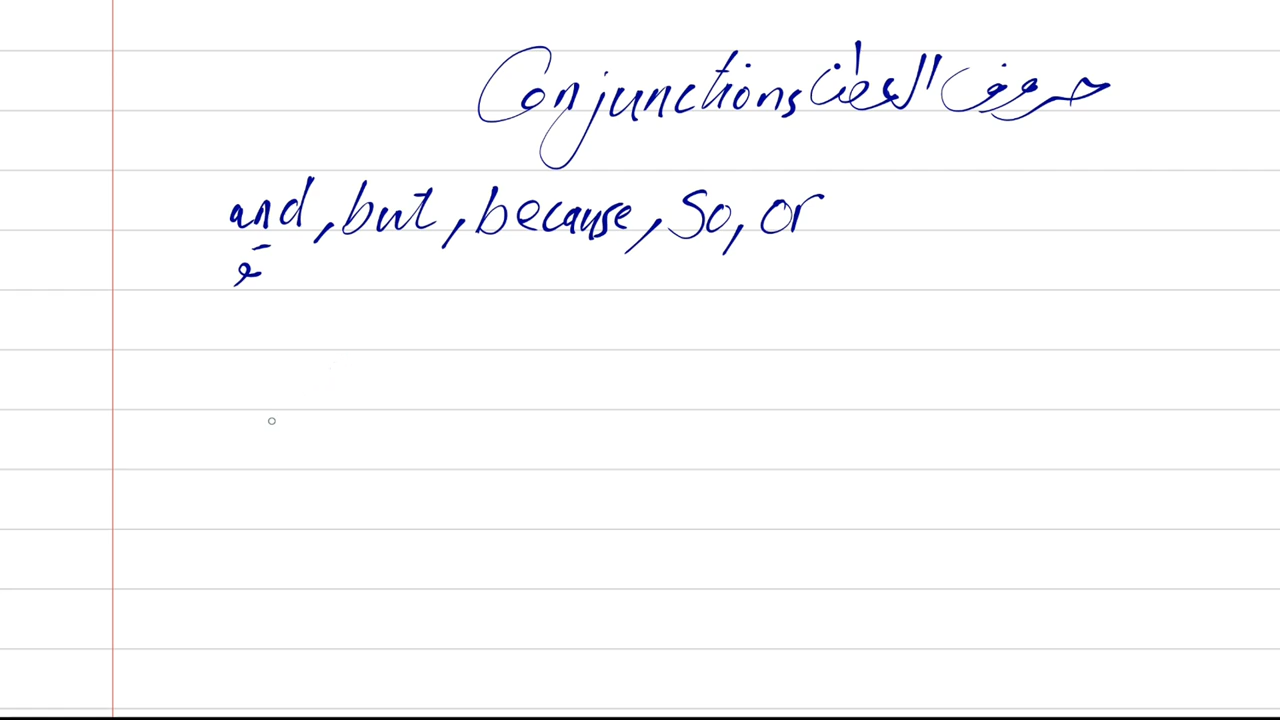 Conjunctions حروف العطف
and, but, because, so, or
وَ